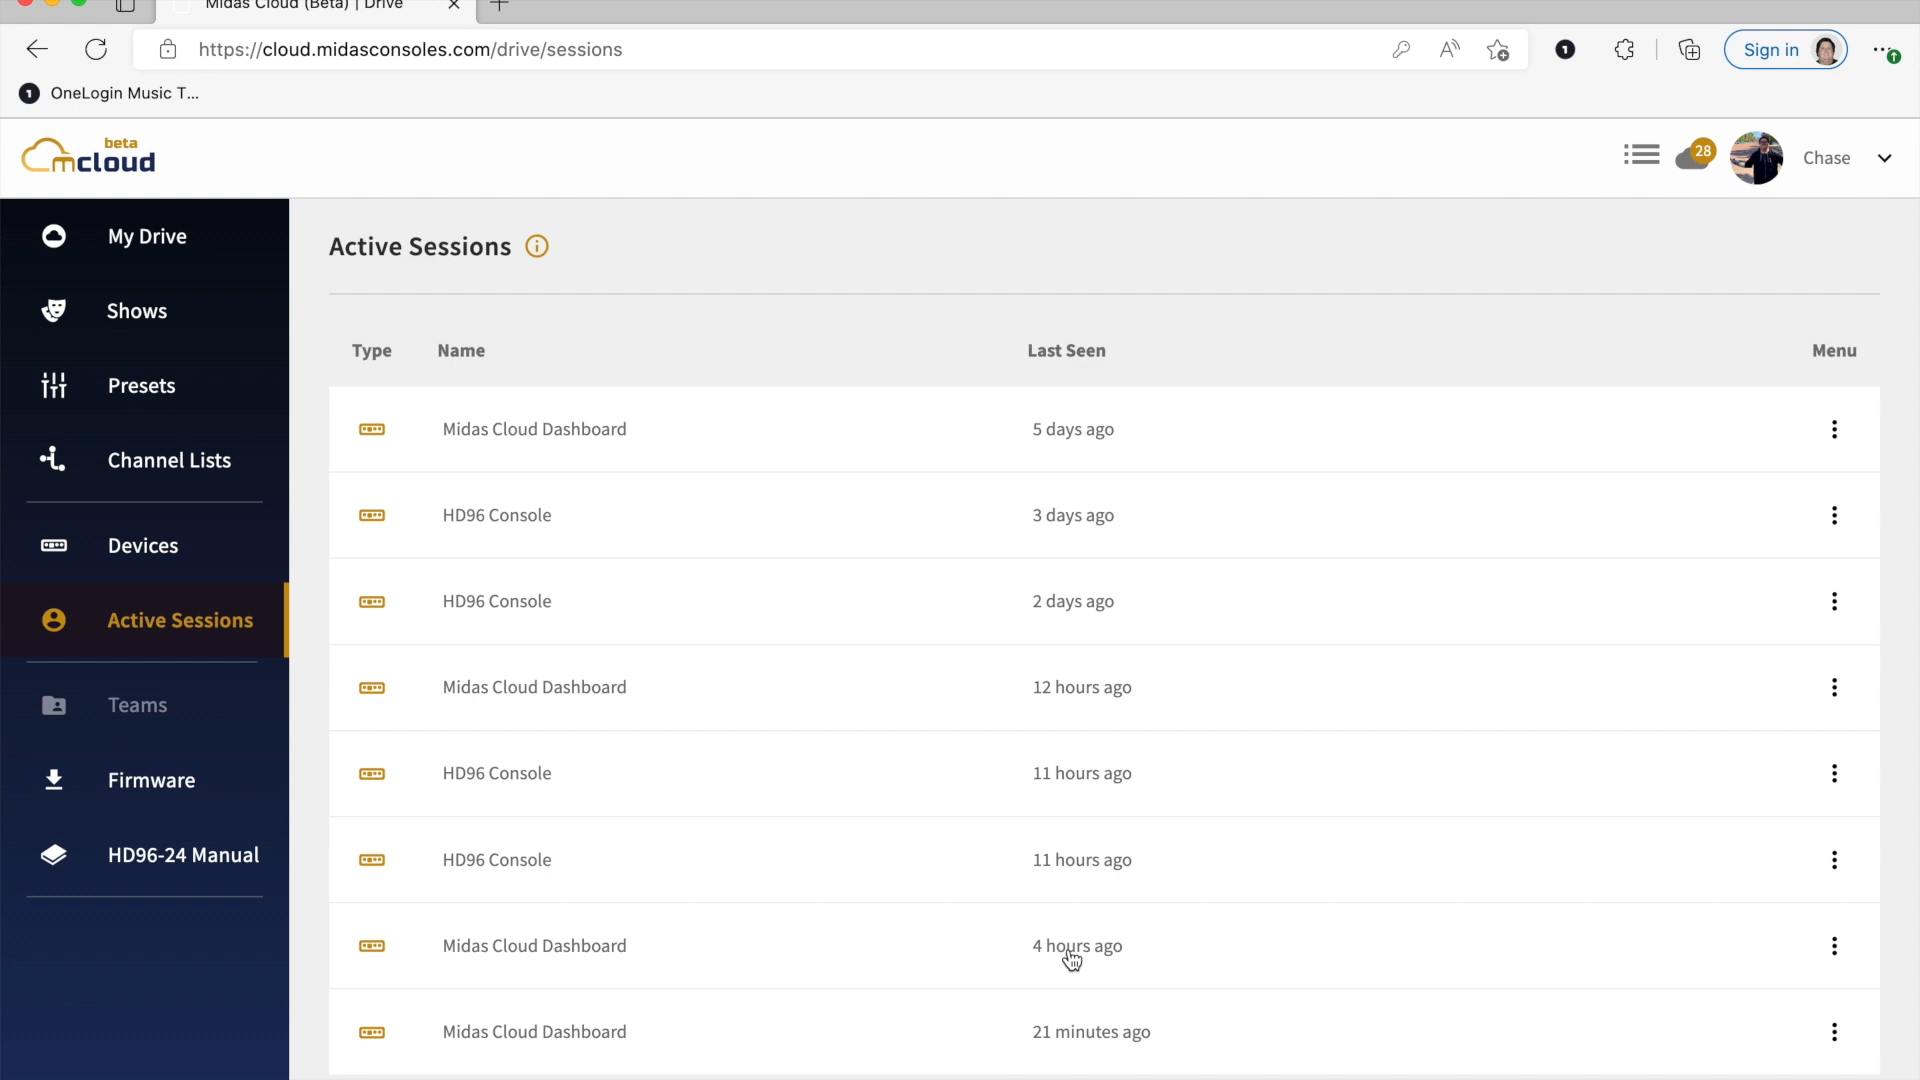 Midas Cloud (Beta) | Drive
https://cloud.midasconsoles.com/drive/sessions
Sign in
1
1 OneLogin Music T...
beta
mcloud
28
Chase
My Drive
Shows
Presets
Channel Lists
Devices
Active Sessions
Teams
Firmware
HD96-24 Manual
Active Sessions
Type Name Last Seen Menu
Midas Cloud Dashboard 5 days ago
HD96 Console 3 days ago
HD96 Console 2 days ago
Midas Cloud Dashboard 12 hours ago
HD96 Console 11 hours ago
HD96 Console 11 hours ago
Midas Cloud Dashboard 4 hours ago
Midas Cloud Dashboard 21 minutes ago